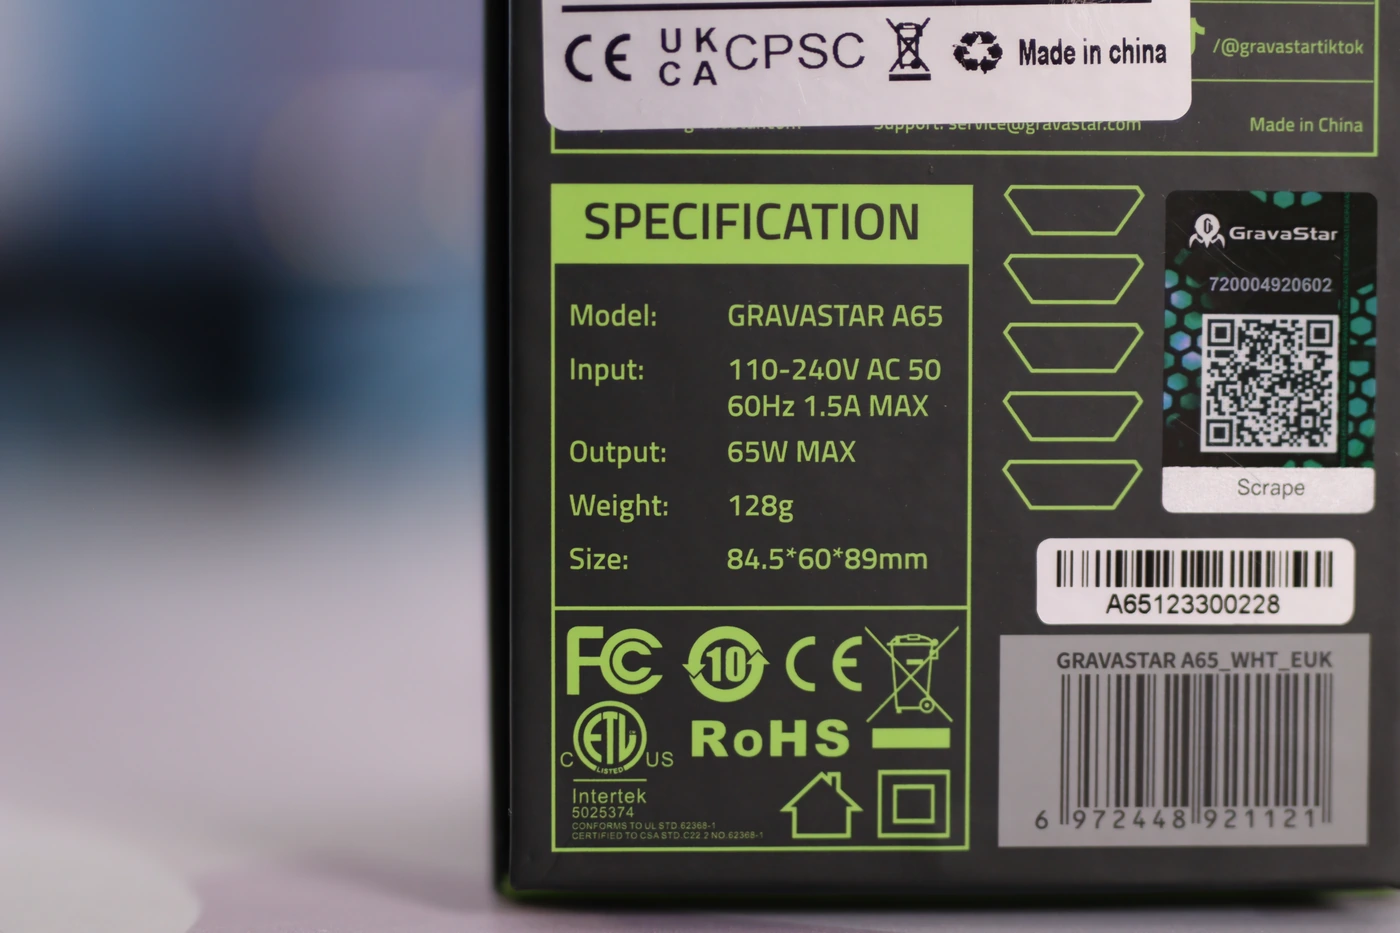 CE UK CA CPSC Made in china
/@gravastartiktok
Support: service@gravastar.com
Made in China
SPECIFICATION
Model: GRAVASTAR A65
Input: 110-240V AC 50
60Hz 1.5A MAX
Output: 65W MAX
Weight: 128g
Size: 84.5*60*89mm
FC 10 CE
C ETL LISTED US
RoHS
Intertek
5025374
CONFORMS TO UL STD.62368-1
CERTIFIED TO CSA STD.C22.2 NO.62368-1
GravaStar
720004920602
Scrape
A65123300228
GRAVASTAR A65_WHT_EUK
6 972448 921121